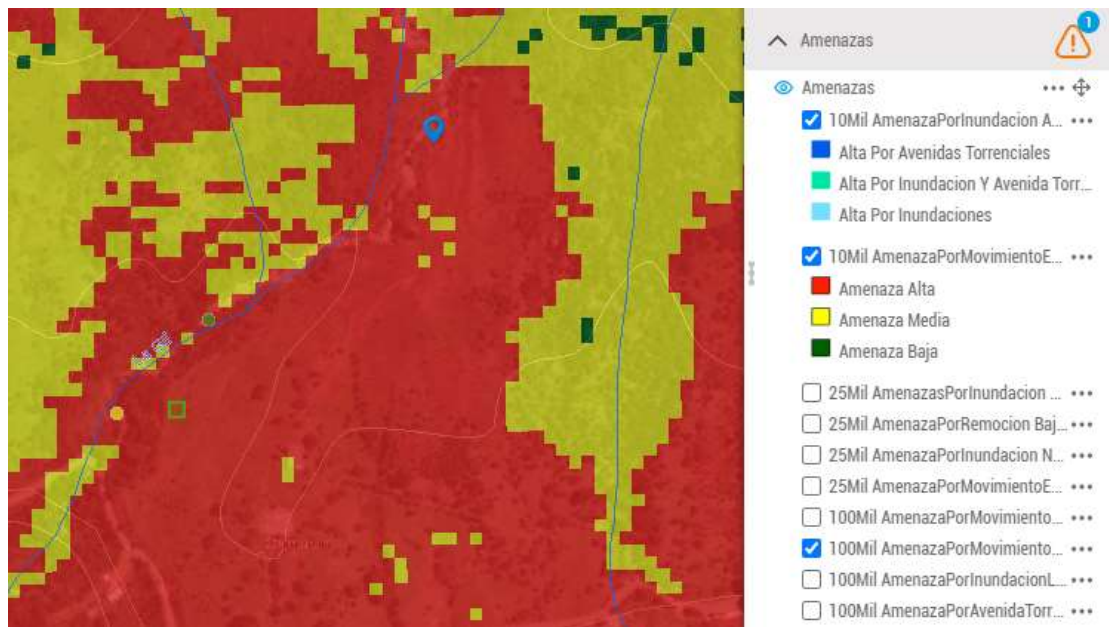 Amenazas
1
Amenazas
10Mil AmenazaPorInundacion A...
Alta Por Avenidas Torrenciales
Alta Por Inundacion Y Avenida Torr...
Alta Por Inundaciones
10Mil AmenazaPorMovimientoE...
Amenaza Alta
Amenaza Media
Amenaza Baja
25Mil AmenazasPorInundacion ...
25Mil AmenazaPorRemocion Baj...
25Mil AmenazaPorInundacion N...
25Mil AmenazaPorMovimientoE...
100Mil AmenazaPorMovimiento...
100Mil AmenazaPorMovimiento...
100Mil AmenazaPorInundacionL...
100Mil AmenazaPorAvenidaTorr...